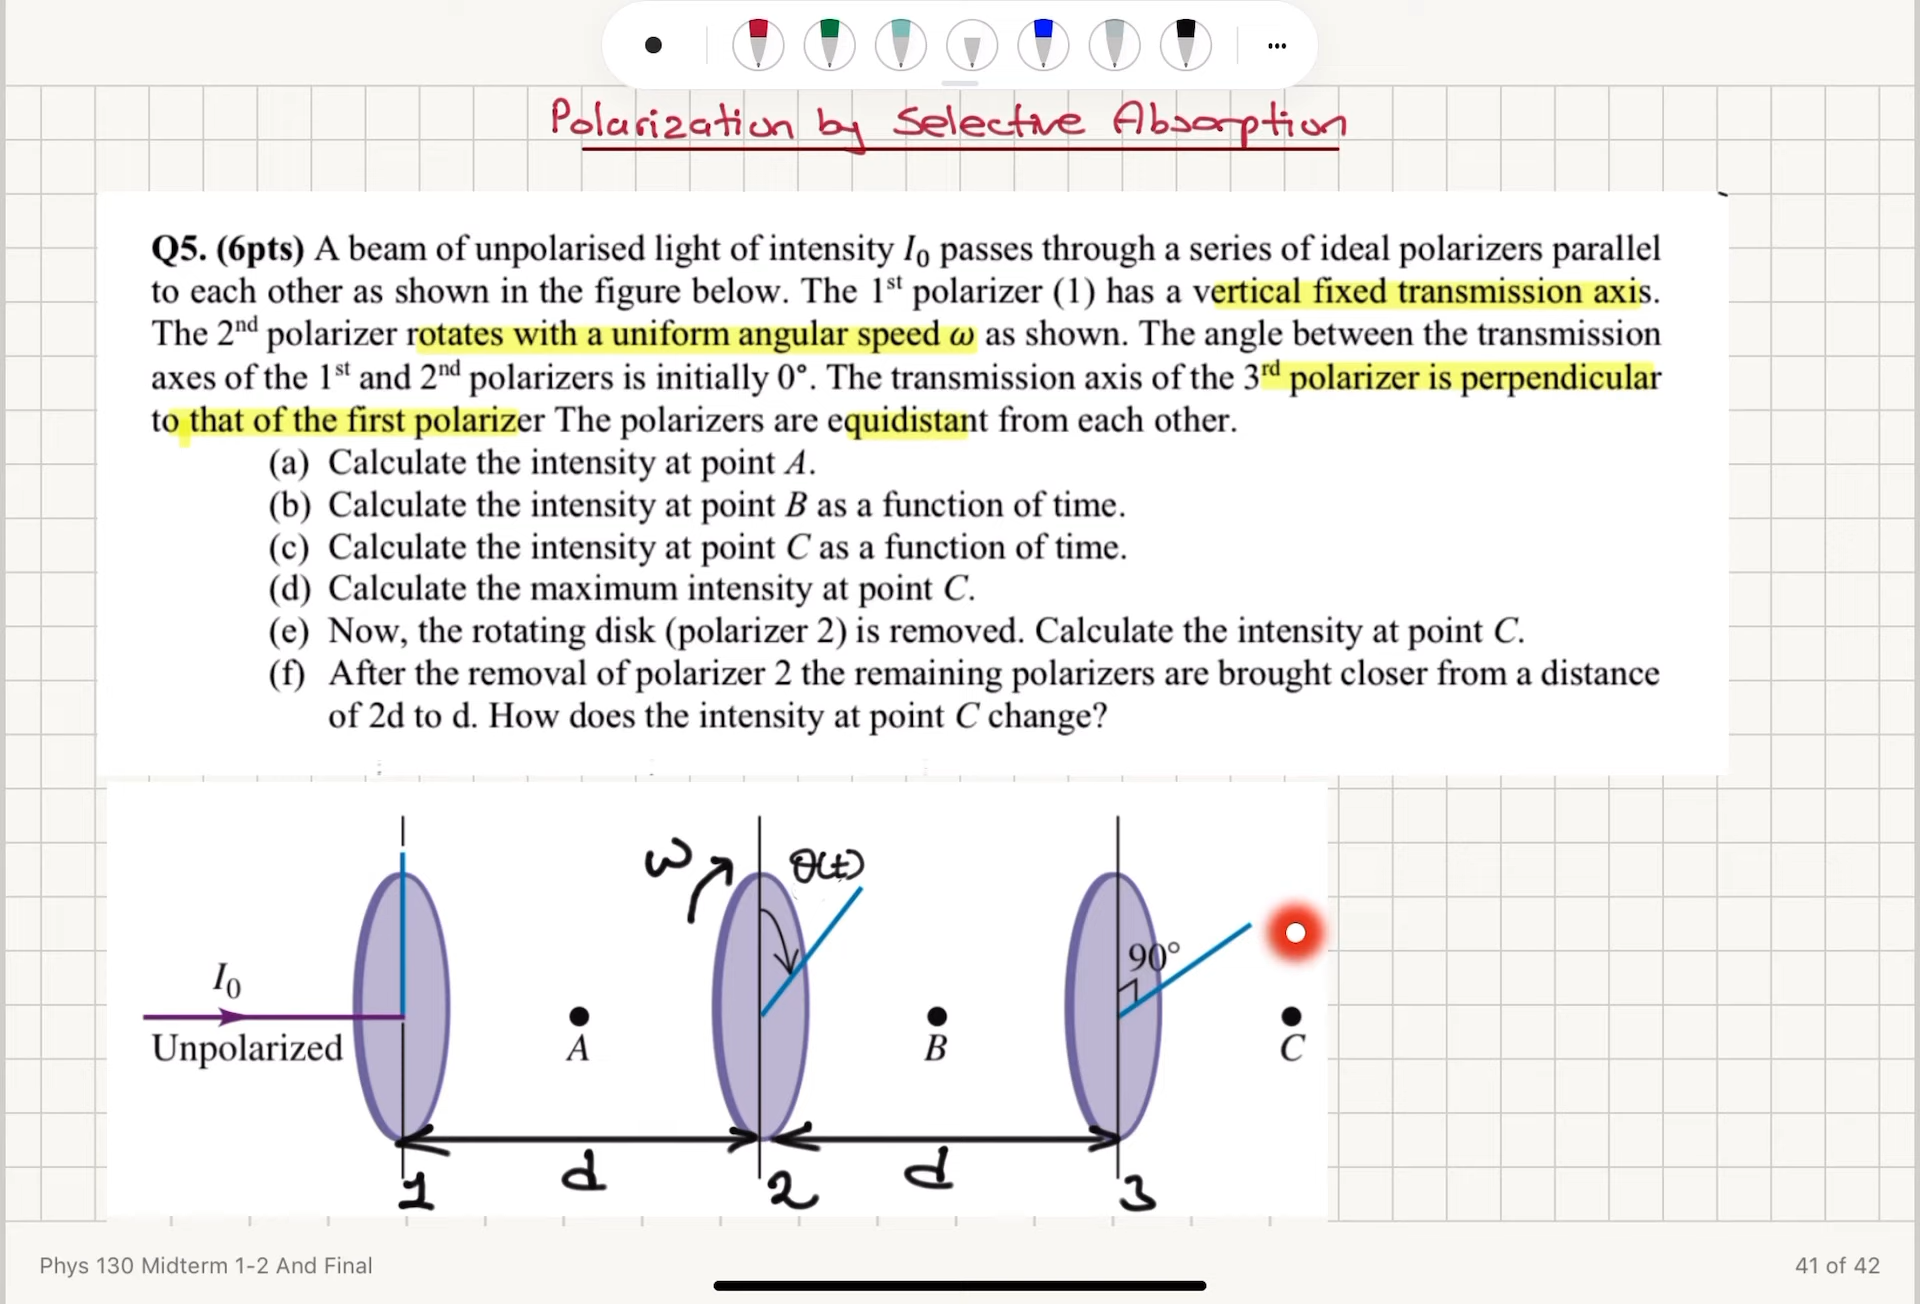 Polarization by Selective Absorption
Q5. (6pts) A beam of unpolarised light of intensity I₀ passes through a series of ideal polarizers parallel
to each other as shown in the figure below. The 1ˢᵗ polarizer (1) has a vertical fixed transmission axis.
The 2ⁿᵈ polarizer rotates with a uniform angular speed ω as shown. The angle between the transmission
axes of the 1ˢᵗ and 2ⁿᵈ polarizers is initially 0°. The transmission axis of the 3ʳᵈ polarizer is perpendicular
to that of the first polarizer The polarizers are equidistant from each other.
(a) Calculate the intensity at point A.
(b) Calculate the intensity at point B as a function of time.
(c) Calculate the intensity at point C as a function of time.
(d) Calculate the maximum intensity at point C.
(e) Now, the rotating disk (polarizer 2) is removed. Calculate the intensity at point C.
(f) After the removal of polarizer 2 the remaining polarizers are brought closer from a distance
of 2d to d. How does the intensity at point C change?
ω θ(t)
90°
I₀
Unpolarized
A B C
d d
1 2 3
Phys 130 Midterm 1-2 And Final 41 of 42